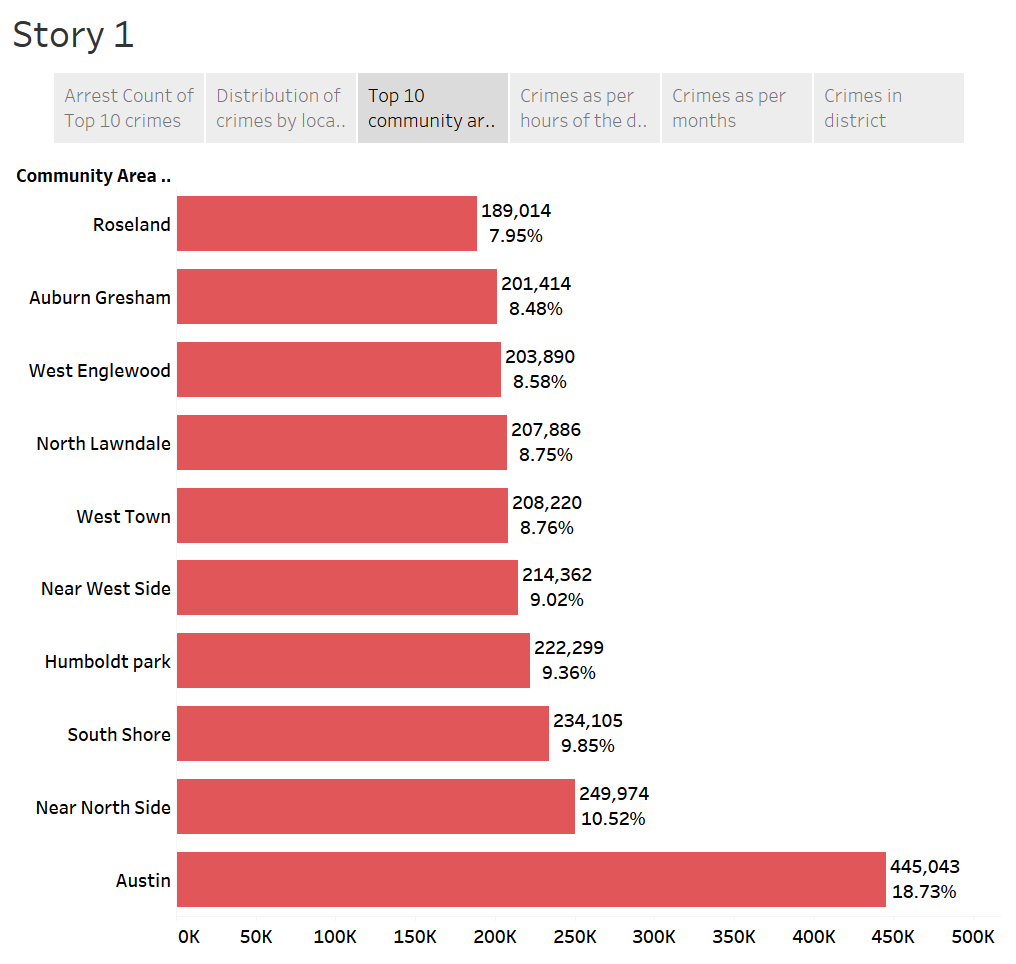 Story 1
Arrest Count of
Top 10 crimes
Distribution of
crimes by loca..
Top 10
community ar..
Crimes as per
hours of the d..
Crimes as per
months
Crimes in
district
Community Area ..
Roseland
189,014
7.95%
Auburn Gresham
201,414
8.48%
West Englewood
203,890
8.58%
North Lawndale
207,886
8.75%
West Town
208,220
8.76%
Near West Side
214,362
9.02%
Humboldt park
222,299
9.36%
South Shore
234,105
9.85%
Near North Side
249,974
10.52%
Austin
445,043
18.73%
0K 50K 100K 150K 200K 250K 300K 350K 400K 450K 500K